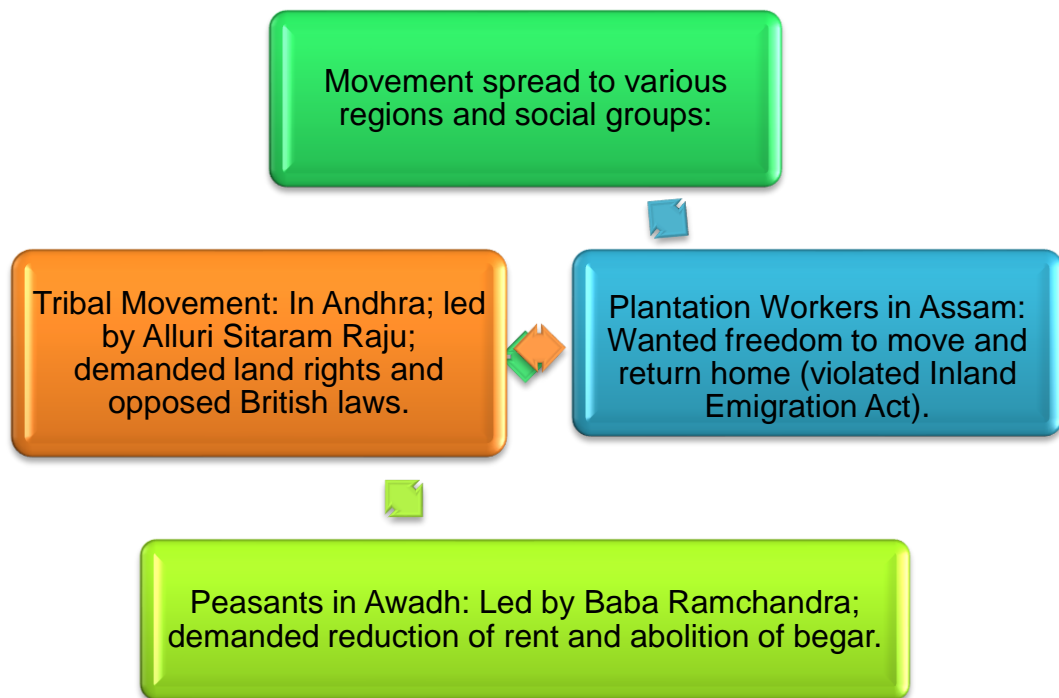 Movement spread to various
regions and social groups:
Tribal Movement: In Andhra; led
by Alluri Sitaram Raju;
demanded land rights and
opposed British laws.
Plantation Workers in Assam:
Wanted freedom to move and
return home (violated Inland
Emigration Act).
Peasants in Awadh: Led by Baba Ramchandra;
demanded reduction of rent and abolition of begar.